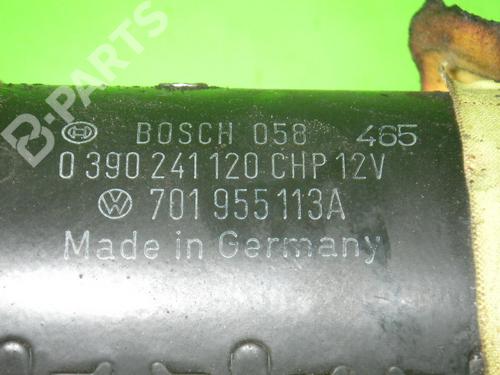 B-PARTS
BOSCH 058 465
0 390 241 120 CHP 12V
701 955 113A
Made in Germany